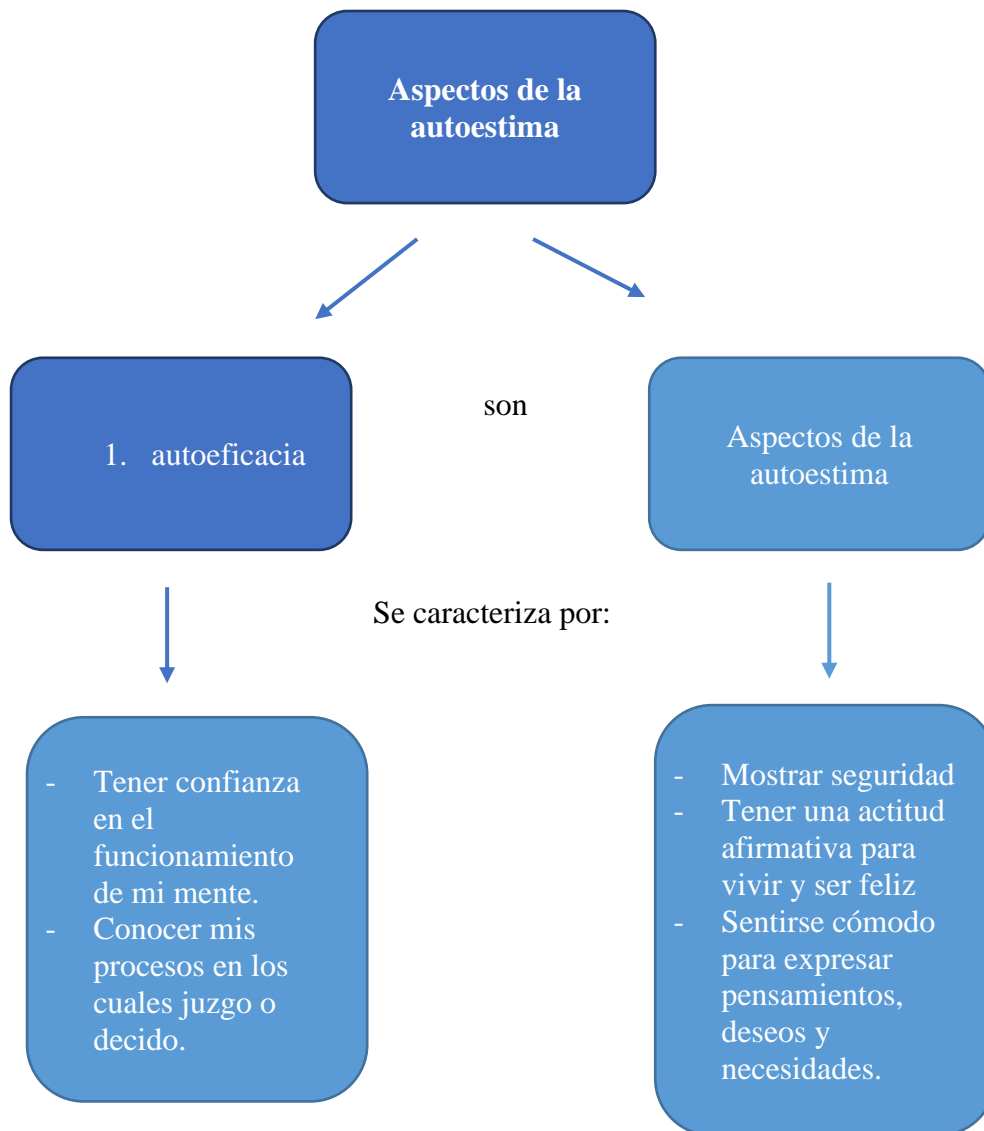 Aspectos de la
autoestima
son
1. autoeficacia
Aspectos de la
autoestima
Se caracteriza por:
- Tener confianza
en el
funcionamiento
de mi mente.
- Conocer mis
procesos en los
cuales juzgo o
decido.
- Mostrar seguridad
- Tener una actitud
afirmativa para
vivir y ser feliz
- Sentirse cómodo
para expresar
pensamientos,
deseos y
necesidades.